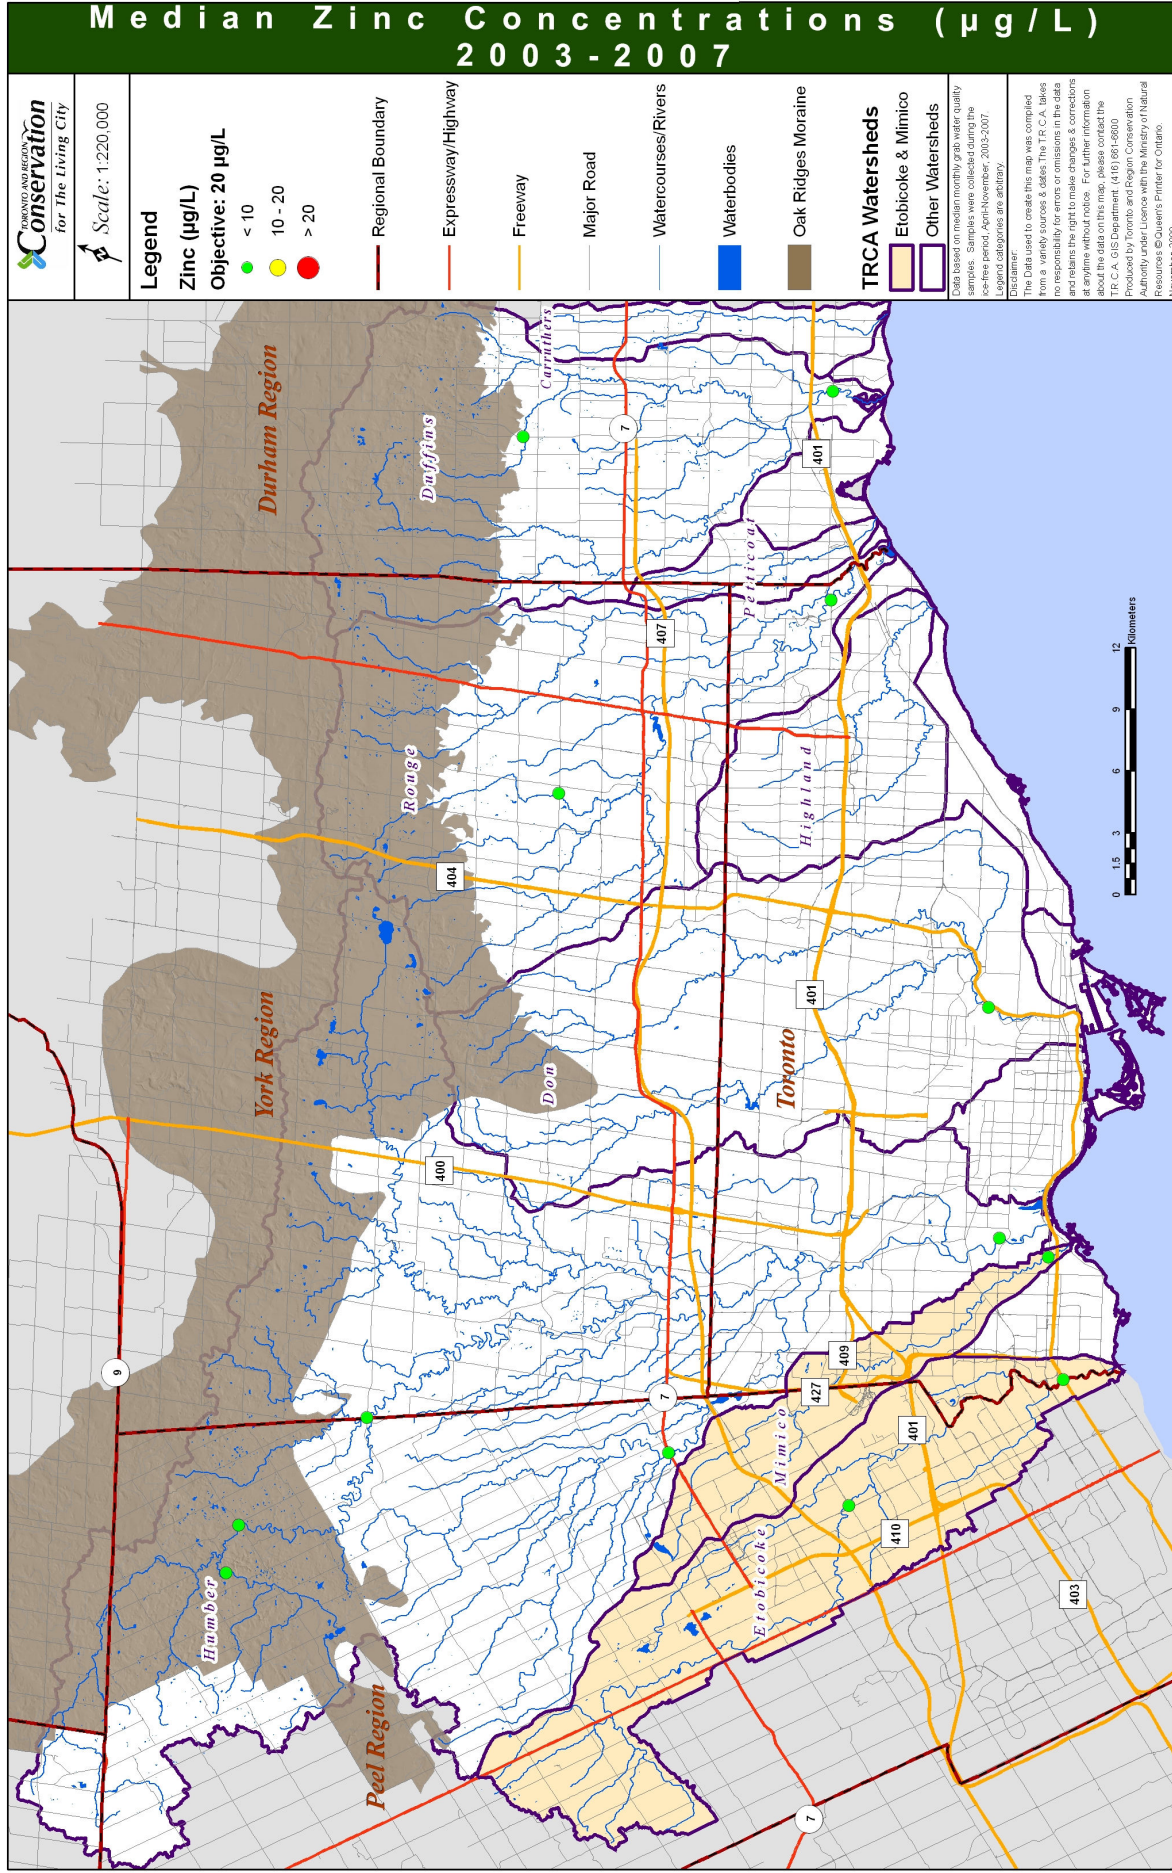 Median Zinc Concentrations (µg/L)
2003-2007
TORONTO AND REGION
Conservation
for The Living City
Scale: 1:220,000
Legend
Zinc (µg/L)
Objective: 20 µg/L
< 10
10 - 20
> 20
Regional Boundary
Expressway/Highway
Freeway
Major Road
Watercourses/Rivers
Waterbodies
Oak Ridges Moraine
TRCA Watersheds
Etobicoke & Mimico
Other Watersheds
Data based on median monthly grab water quality
samples. Samples were collected during the
ice-free period, April-November, 2003-2007.
Legend categories are arbitrary.
Disclaimer:
The Data used to create this map was compiled
from a variety sources & dates. The T.R.C.A. takes
no responsibility for errors or omissions in the data
and retains the right to make changes & corrections
at anytime without notice. For further information
about the data on this map, please contact the
T.R.C.A. GIS Department. (416) 661-6600
Produced by Toronto and Region Conservation
Authority under Licence with the Ministry of Natural
Resources © Queen's Printer for Ontario.
Durham Region
York Region
Peel Region
Toronto
Carruthers
Duffins
Petticoat
Rouge
Highland
Don
Humber
Mimico
Etobicoke
7
401
407
404
401
400
9
7
409
427
401
410
403
7
0 1.5 3 6 9 12
Kilometers